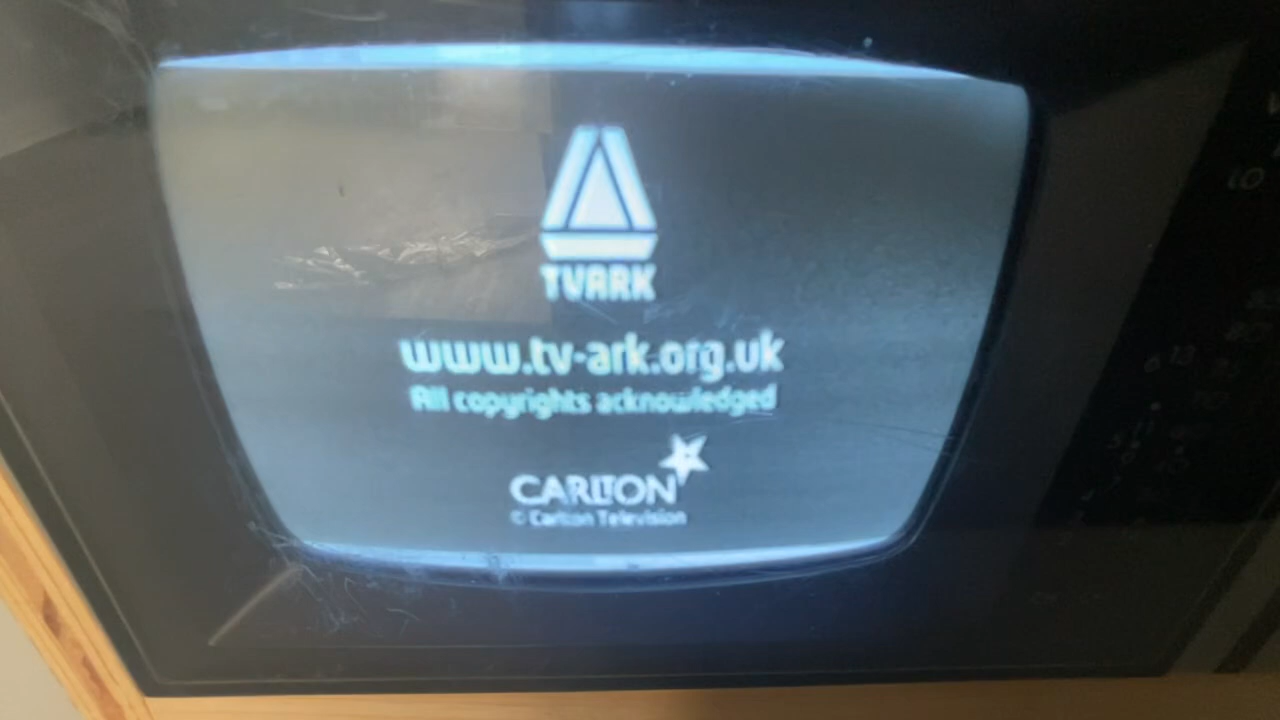 TVARK
www.tv-ark.org.uk
All copyrights acknowledged
CARLTON
© Carlton Television